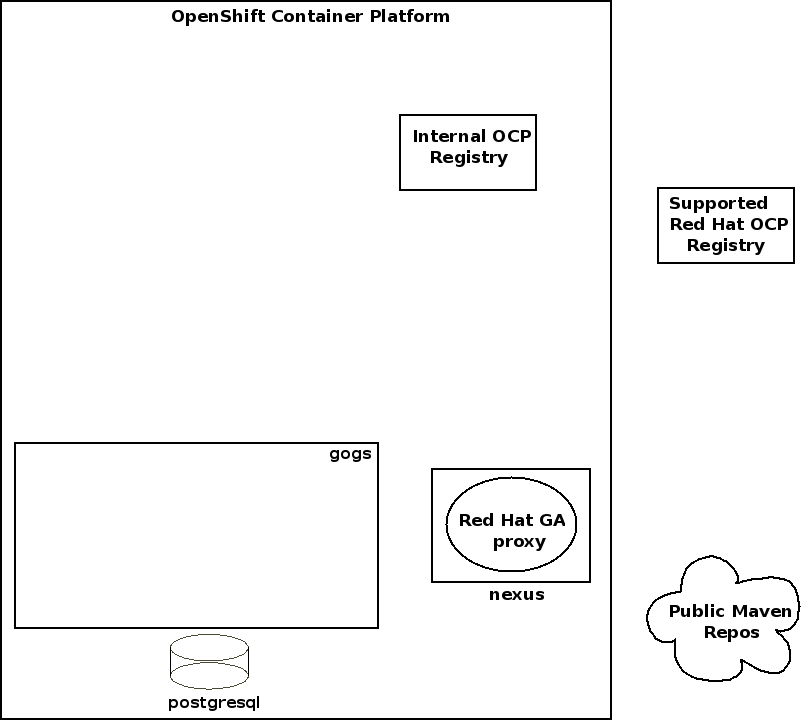 OpenShift Container Platform
Internal OCP
Registry
Supported
Red Hat OCP
Registry
gogs
Red Hat GA
proxy
nexus
Public Maven
Repos
postgresql